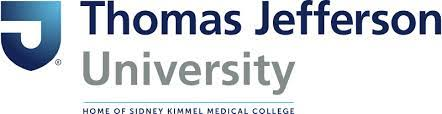 Thomas Jefferson
University
®
HOME OF SIDNEY KIMMEL MEDICAL COLLEGE